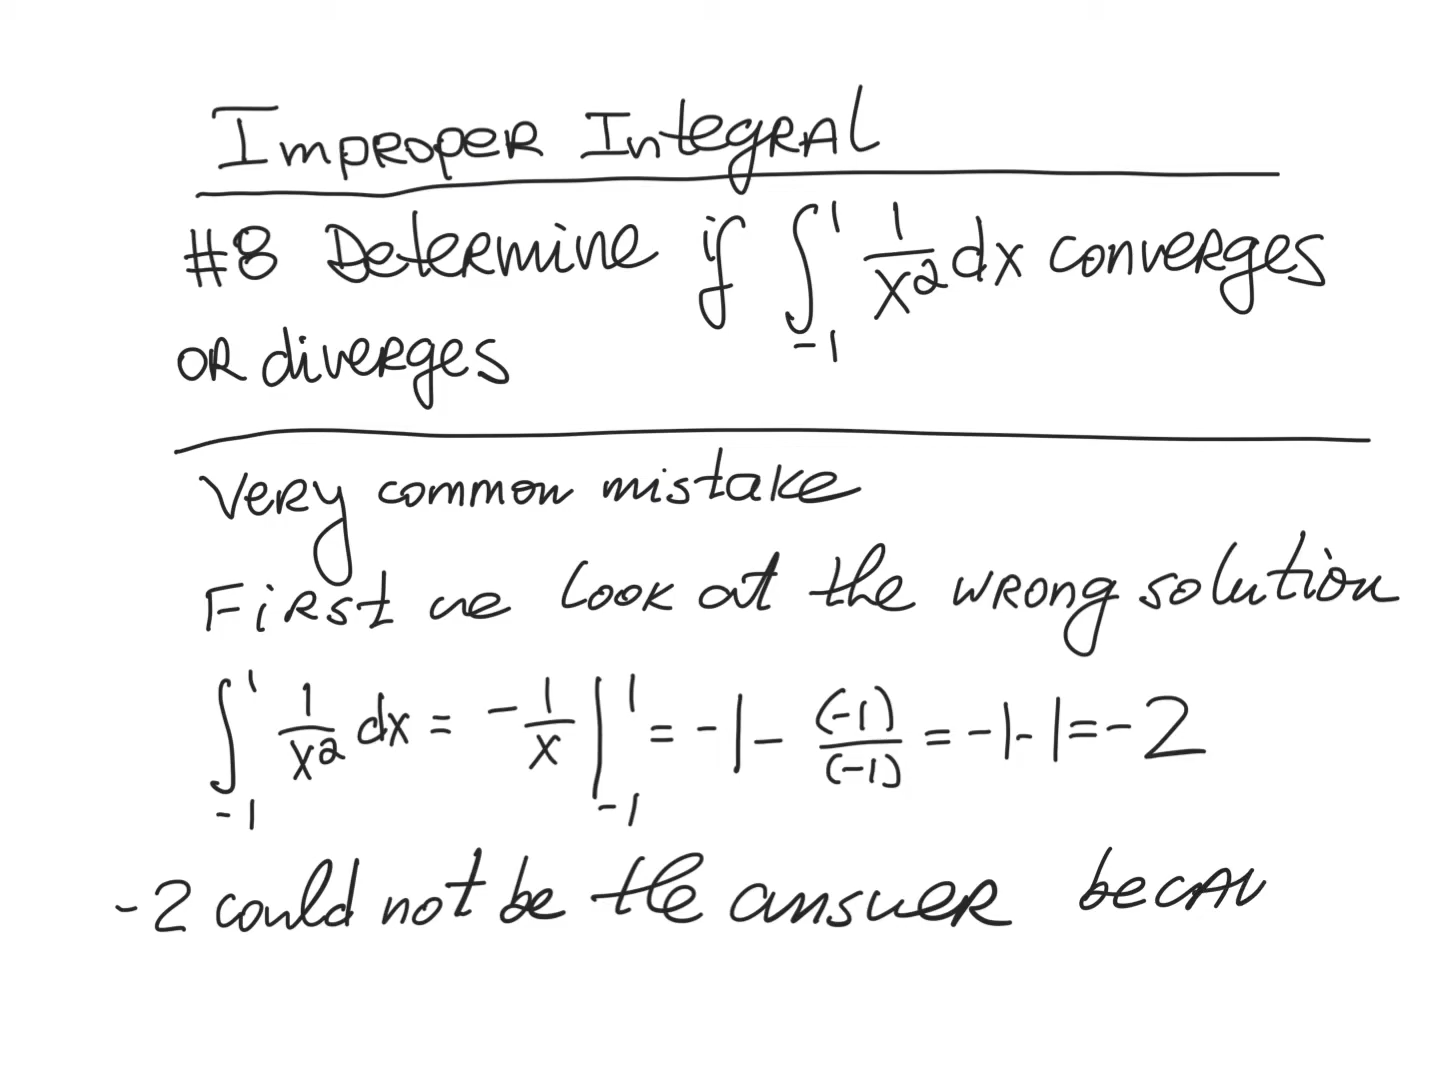 Improper Integral
#8 Determine if ∫_{-1}^{1} 1/x² dx converges
or diverges
Very common mistake
First we look at the wrong solution
∫_{-1}^{1} 1/x² dx = -1/x |_{-1}^{1} = -1 - (-1)/(-1) = -1-1 = -2
-2 could not be the answer becau